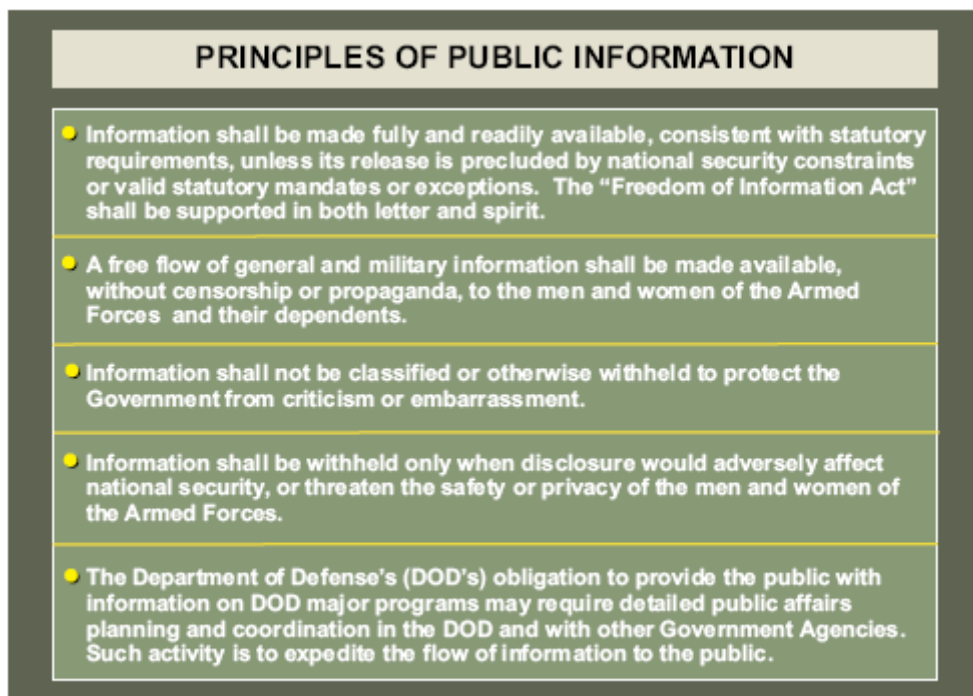 PRINCIPLES OF PUBLIC INFORMATION
Information shall be made fully and readily available, consistent with statutory
requirements, unless its release is precluded by national security constraints
or valid statutory mandates or exceptions.  The “Freedom of Information Act”
shall be supported in both letter and spirit.
A free flow of general and military information shall be made available,
without censorship or propaganda, to the men and women of the Armed
Forces  and their dependents.
Information shall not be classified or otherwise withheld to protect the
Government from criticism or embarrassment.
Information shall be withheld only when disclosure would adversely affect
national security, or threaten the safety or privacy of the men and women of
the Armed Forces.
The Department of Defense's (DOD's) obligation to provide the public with
information on DOD major programs may require detailed public affairs
planning and coordination in the DOD and with other Government Agencies.
Such activity is to expedite the flow of information to the public.